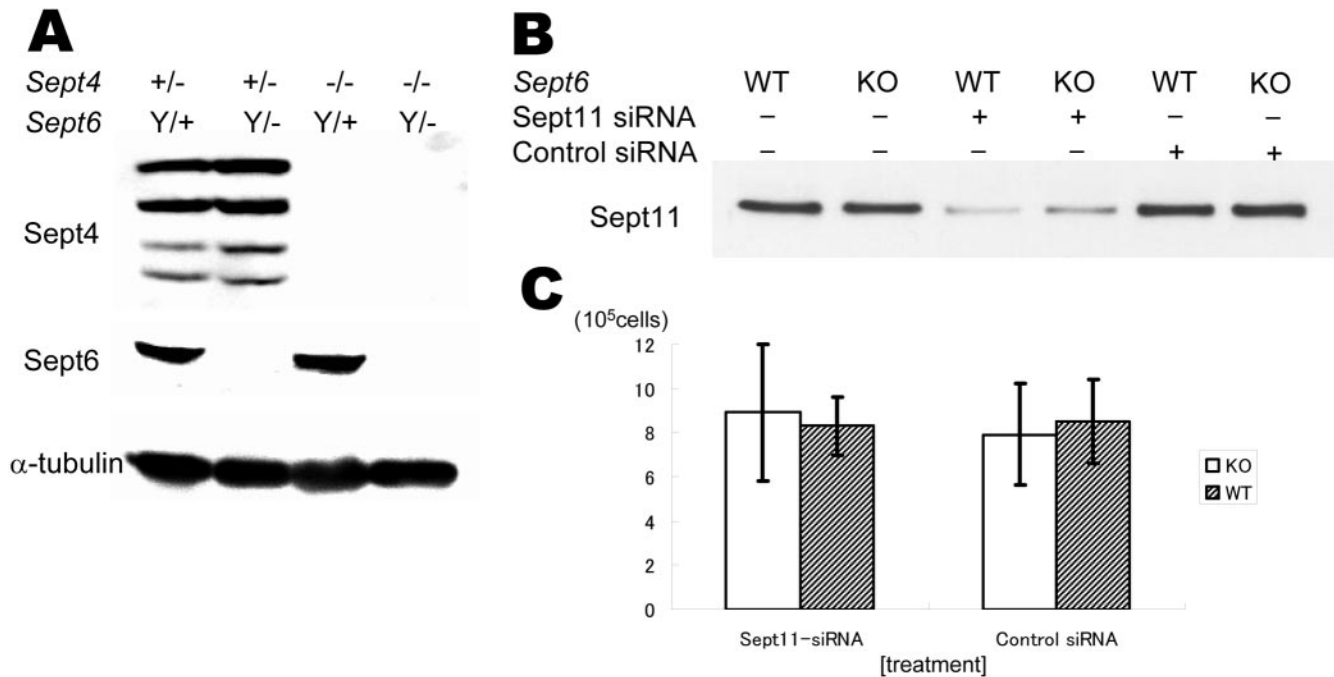 A
Sept4 +/- +/- -/- -/-
Sept6 Y/+ Y/- Y/+ Y/-
Sept4
Sept6
α-tubulin
B
Sept6 WT KO WT KO WT KO
Sept11 siRNA – – + + – –
Control siRNA – – – – + +
Sept11
C
(10⁵cells)
12
10
8
6
4
2
0
Sept11-siRNA Control siRNA
[treatment]
KO
WT